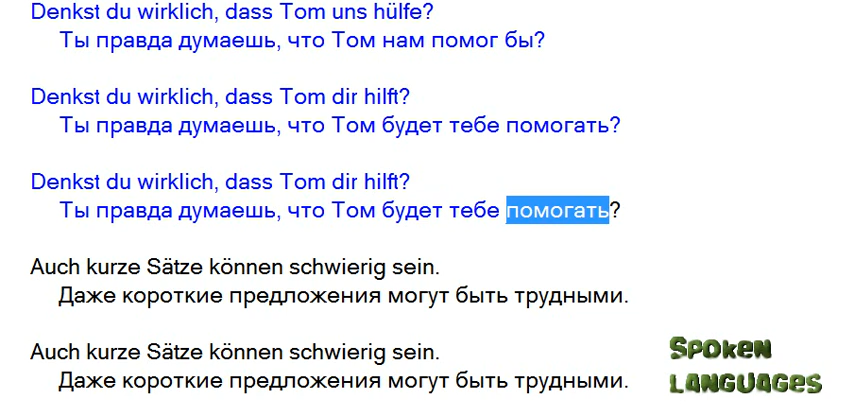 Denkst du wirklich, dass Tom uns hülfe?
Ты правда думаешь, что Том нам помог бы?
Denkst du wirklich, dass Tom dir hilft?
Ты правда думаешь, что Том будет тебе помогать?
Denkst du wirklich, dass Tom dir hilft?
Ты правда думаешь, что Том будет тебе помогать?
Auch kurze Sätze können schwierig sein.
Даже короткие предложения могут быть трудными.
Auch kurze Sätze können schwierig sein.
Даже короткие предложения могут быть трудными.
Spoken
Languages